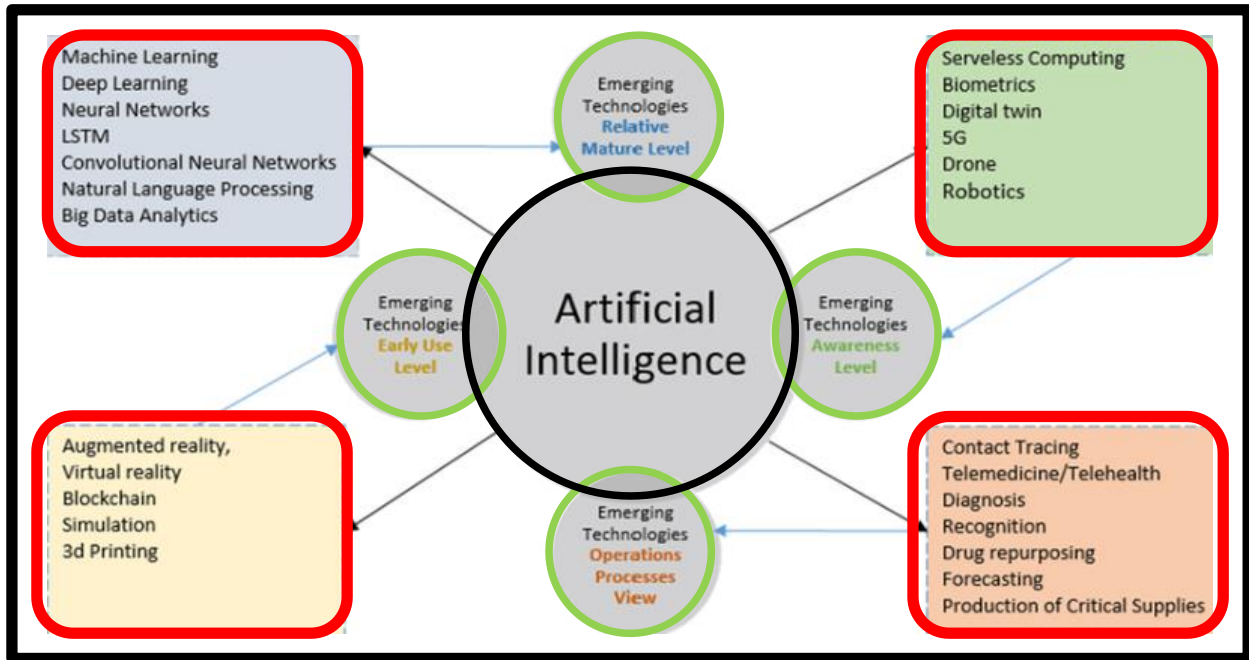 Machine Learning
Deep Learning
Neural Networks
LSTM
Convolutional Neural Networks
Natural Language Processing
Big Data Analytics
Emerging
Technologies
Relative
Mature Level
Serveless Computing
Biometrics
Digital twin
5G
Drone
Robotics
Emerging
Technologies
Early Use
Level
Artificial
Intelligence
Emerging
Technologies
Awareness
Level
Augmented reality,
Virtual reality
Blockchain
Simulation
3d Printing
Emerging
Technologies
Operations
Processes
View
Contact Tracing
Telemedicine/Telehealth
Diagnosis
Recognition
Drug repurposing
Forecasting
Production of Critical Supplies